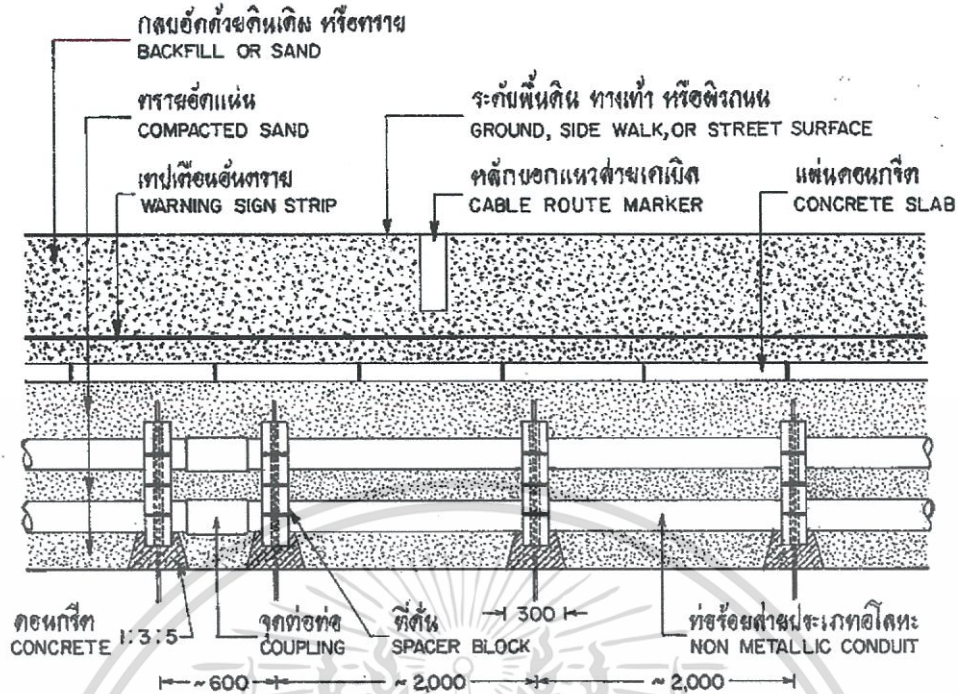 กลบอัดด้วยดินเดิม หรือทราย
BACKFILL OR SAND
ทรายอัดแน่น
COMPACTED SAND
ระดับพื้นดิน ทางเท้า หรือผิวถนน
GROUND, SIDE WALK, OR STREET SURFACE
เทปเตือนอันตราย
WARNING SIGN STRIP
หลักบอกแนวสายเคเบิล
CABLE ROUTE MARKER
แผ่นคอนกรีต
CONCRETE SLAB
คอนกรีต
CONCRETE 1:3:5
จุดต่อท่อ
COUPLING
ที่คั่น
SPACER BLOCK
300
ท่อร้อยสายประเภทอโลหะ
NON METALLIC CONDUIT
~600
~2,000
~2,000